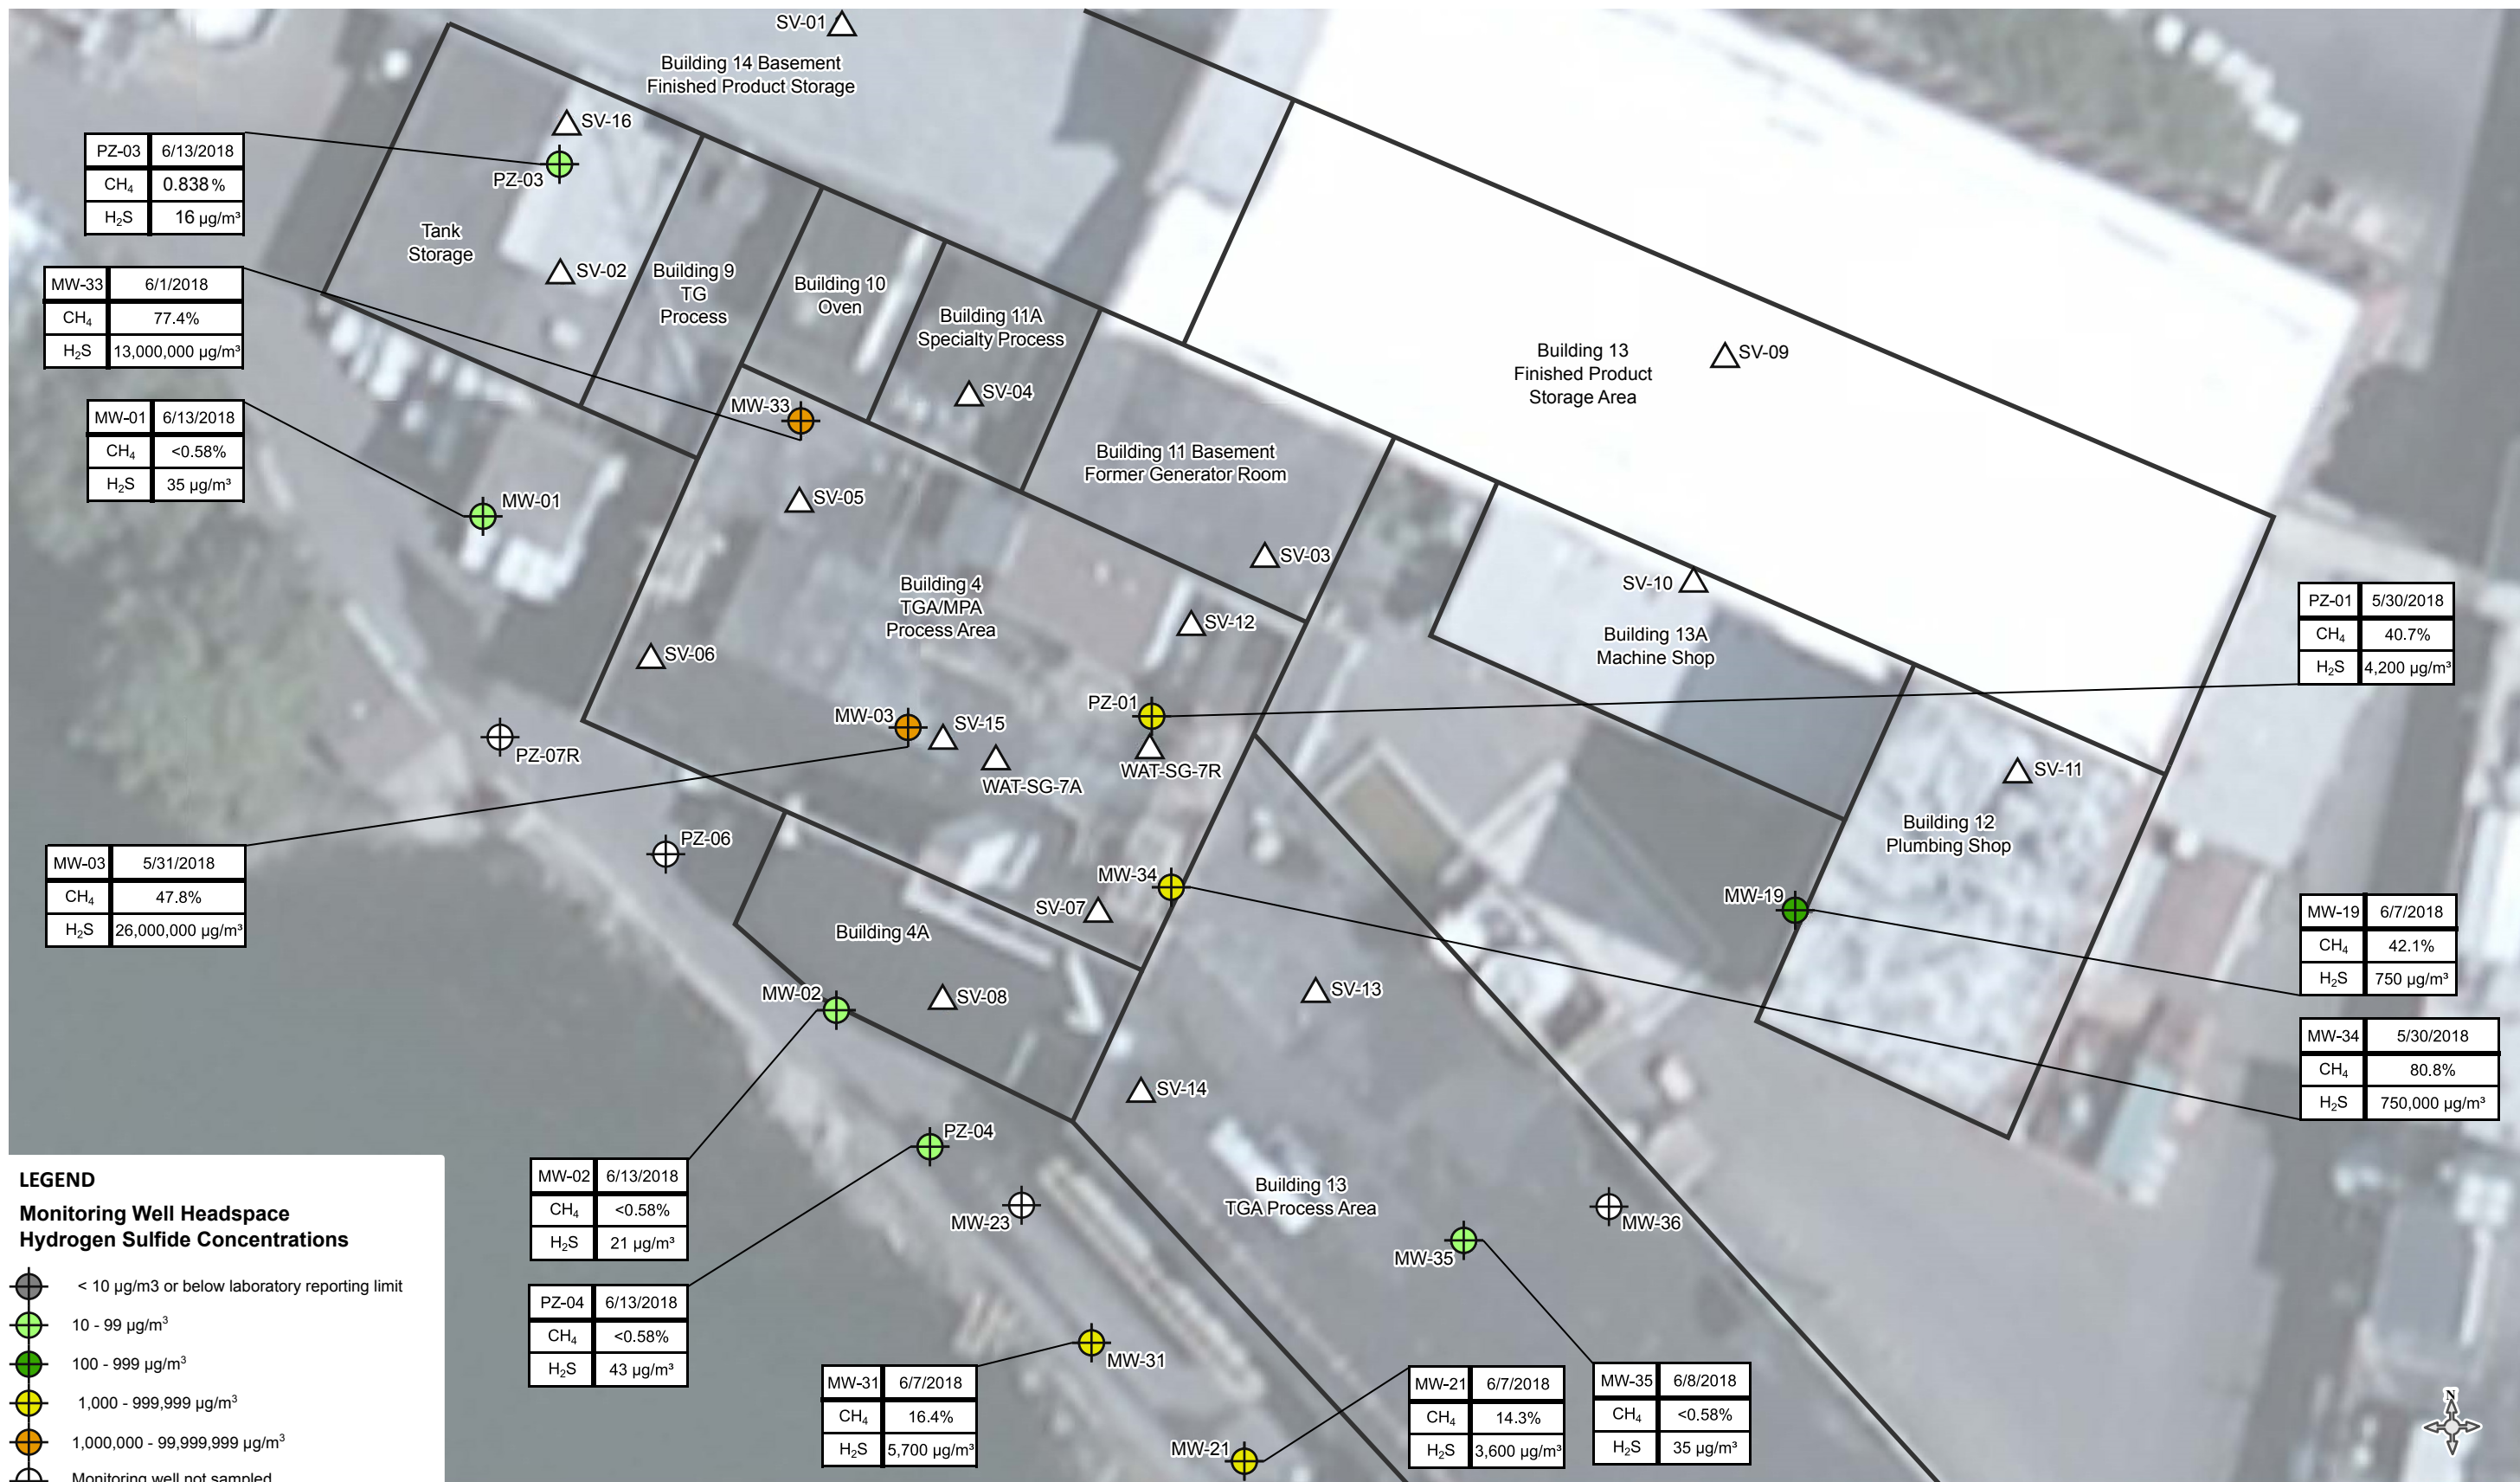 SV-01
Building 14 Basement
Finished Product Storage
SV-16
PZ-03 6/13/2018
CH₄ 0.838%
H₂S 16 µg/m³
PZ-03
Tank
Storage
SV-02
Building 9
TG
Process
Building 10
Oven
Building 11A
Specialty Process
SV-04
MW-33 6/1/2018
CH₄ 77.4%
H₂S 13,000,000 µg/m³
MW-33
Building 13
Finished Product
Storage Area
SV-09
MW-01 6/13/2018
CH₄ <0.58%
H₂S 35 µg/m³
MW-01
SV-05
Building 11 Basement
Former Generator Room
SV-03
SV-10
Building 13A
Machine Shop
Building 4
TGA/MPA
Process Area
SV-12
SV-06
PZ-01 5/30/2018
CH₄ 40.7%
H₂S 4,200 µg/m³
PZ-01
MW-03
SV-15
WAT-SG-7A
WAT-SG-7R
PZ-07R
SV-11
Building 12
Plumbing Shop
PZ-06
MW-03 5/31/2018
CH₄ 47.8%
H₂S 26,000,000 µg/m³
MW-34
SV-07
MW-19
MW-19 6/7/2018
CH₄ 42.1%
H₂S 750 µg/m³
Building 4A
MW-02
SV-08
SV-13
MW-34 5/30/2018
CH₄ 80.8%
H₂S 750,000 µg/m³
SV-14
PZ-04
MW-02 6/13/2018
CH₄ <0.58%
H₂S 21 µg/m³
MW-23
Building 13
TGA Process Area
MW-36
MW-35
PZ-04 6/13/2018
CH₄ <0.58%
H₂S 43 µg/m³
MW-31
MW-31 6/7/2018
CH₄ 16.4%
H₂S 5,700 µg/m³
MW-21
MW-21 6/7/2018
CH₄ 14.3%
H₂S 3,600 µg/m³
MW-35 6/8/2018
CH₄ <0.58%
H₂S 35 µg/m³
N
LEGEND
Monitoring Well Headspace
Hydrogen Sulfide Concentrations
< 10 µg/m3 or below laboratory reporting limit
10 - 99 µg/m³
100 - 999 µg/m³
1,000 - 999,999 µg/m³
1,000,000 - 99,999,999 µg/m³
Monitoring well not sampled